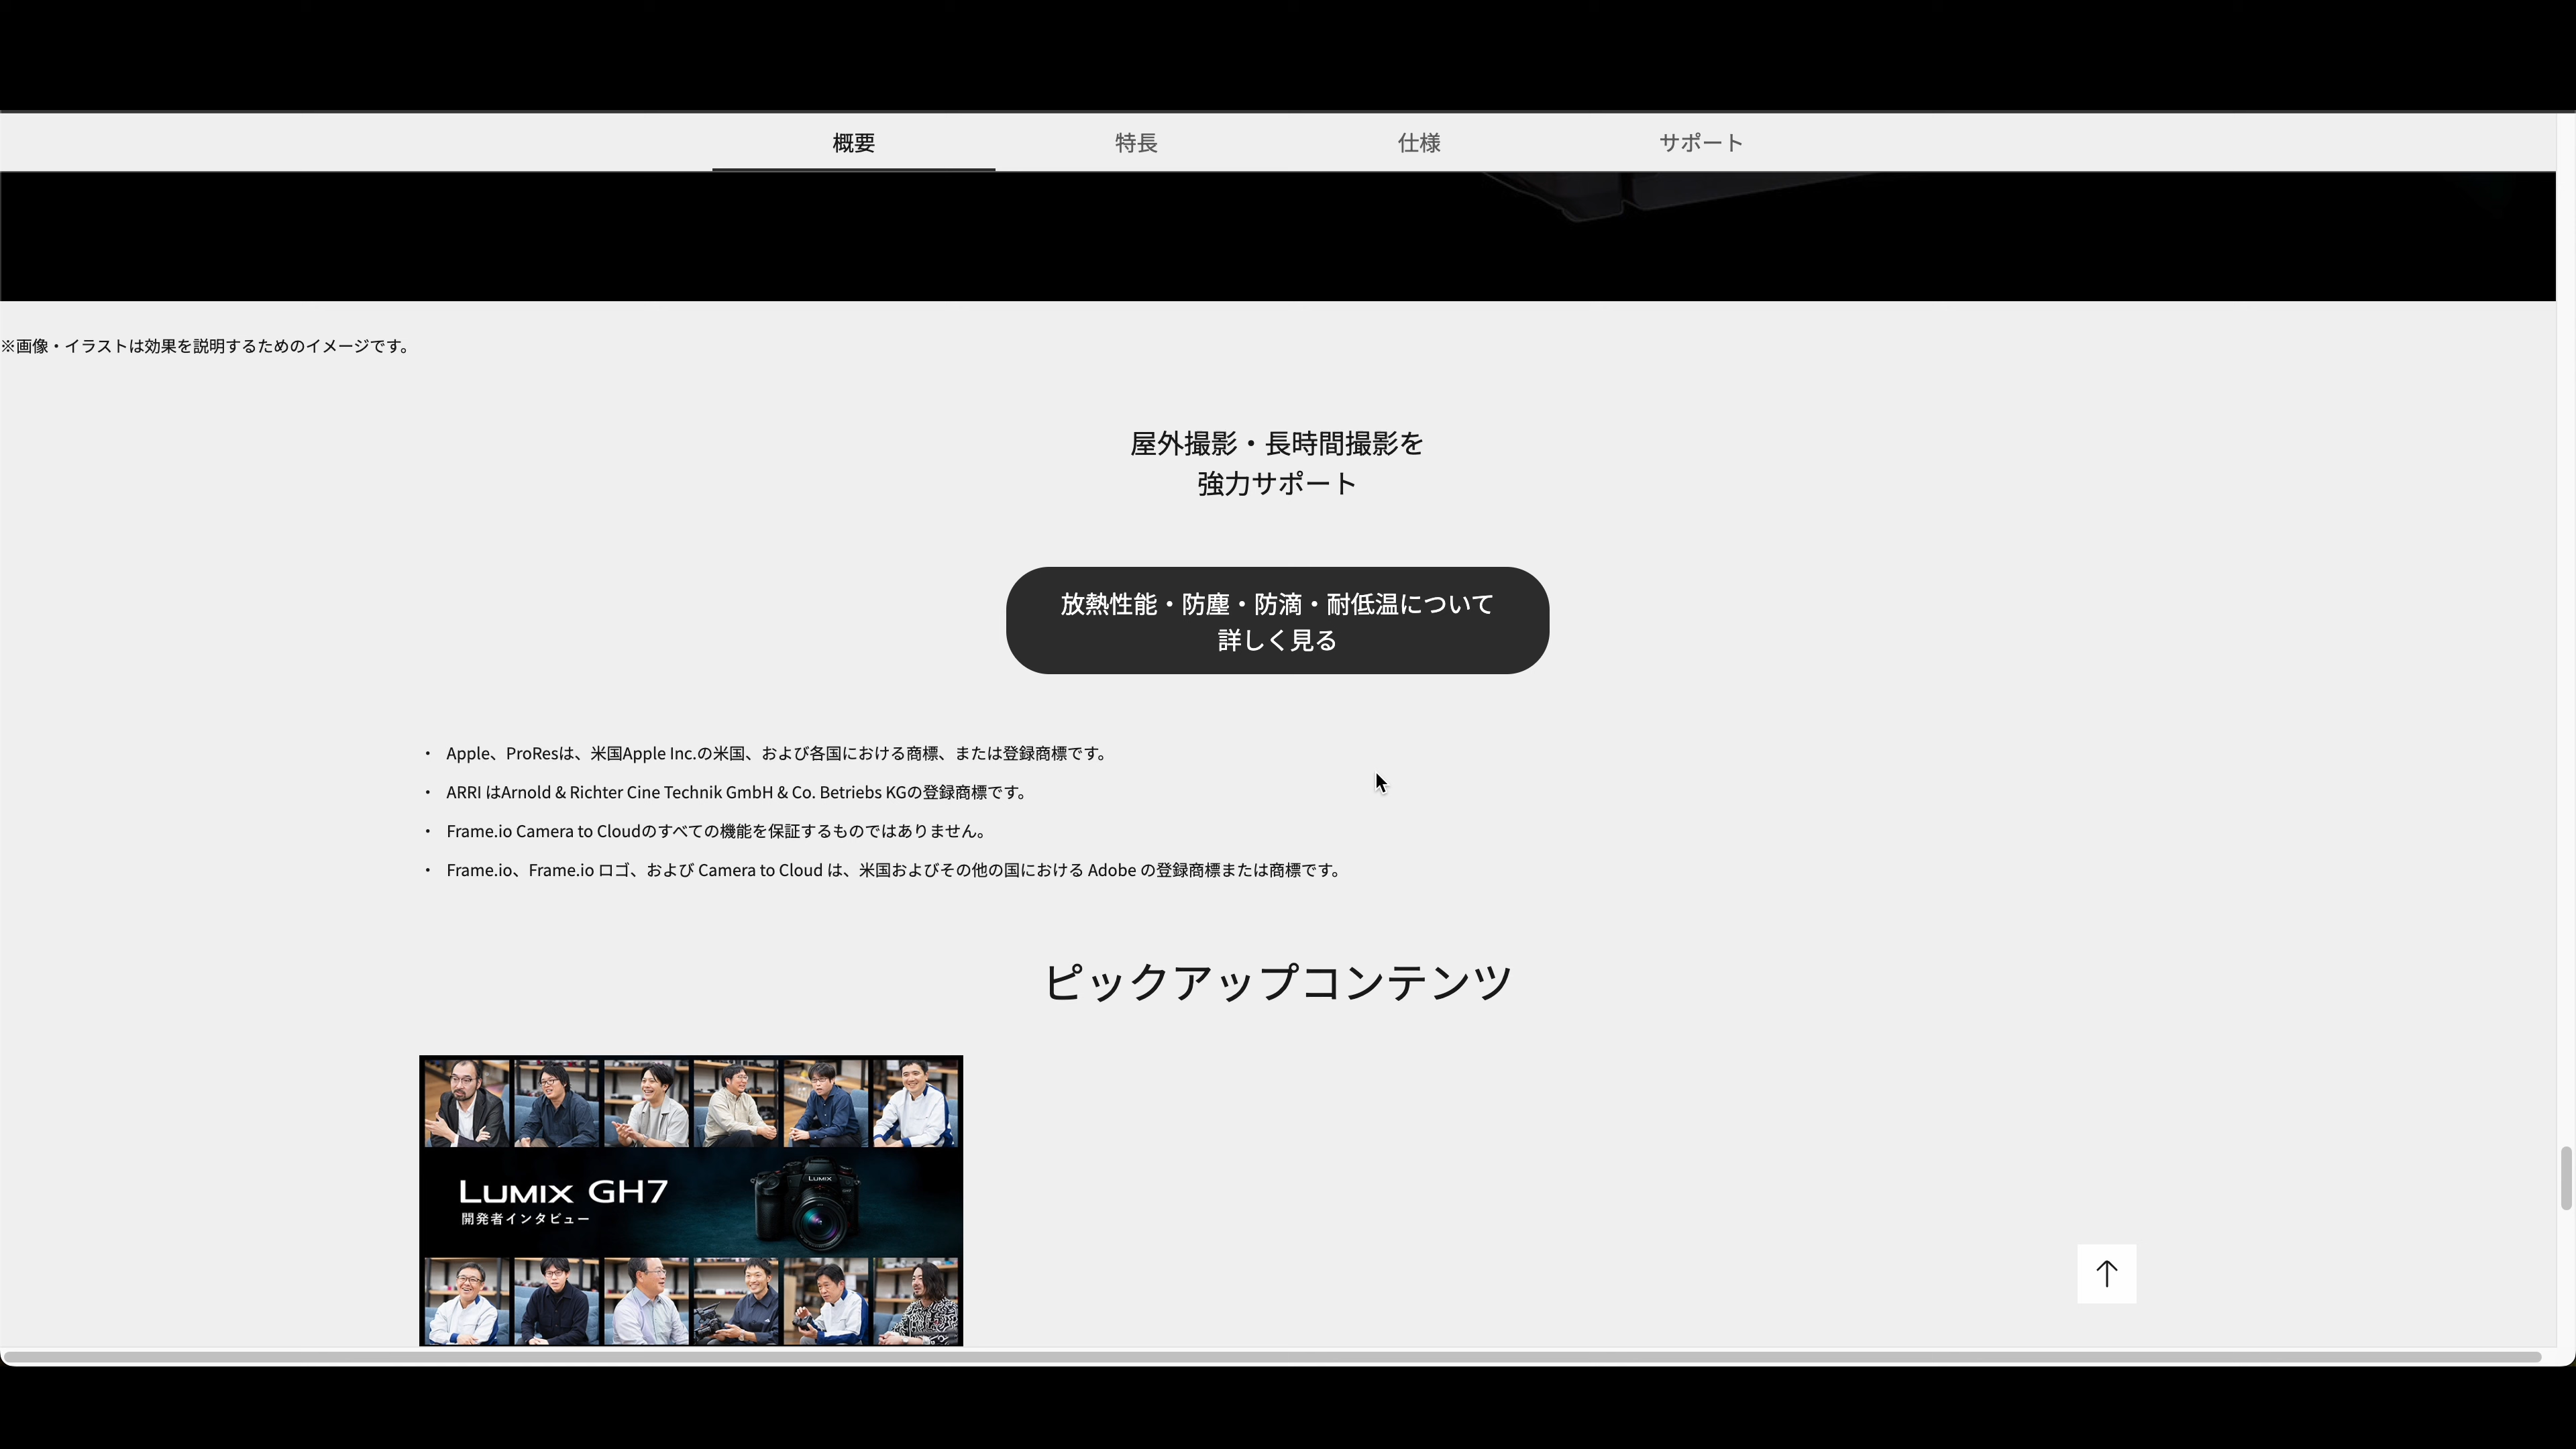 概要
特長
仕様
サポート
※画像・イラストは効果を説明するためのイメージです。
屋外撮影・長時間撮影を
強力サポート
放熱性能・防塵・防滴・耐低温について
詳しく見る
・ Apple、ProResは、米国Apple Inc.の米国、および各国における商標、または登録商標です。
・ ARRI はArnold & Richter Cine Technik GmbH & Co. Betriebs KGの登録商標です。
・ Frame.io Camera to Cloudのすべての機能を保証するものではありません。
・ Frame.io、Frame.io ロゴ、および Camera to Cloud は、米国およびその他の国における Adobe の登録商標または商標です。
ピックアップコンテンツ
LUMIX GH7
開発者インタビュー
LUMIX